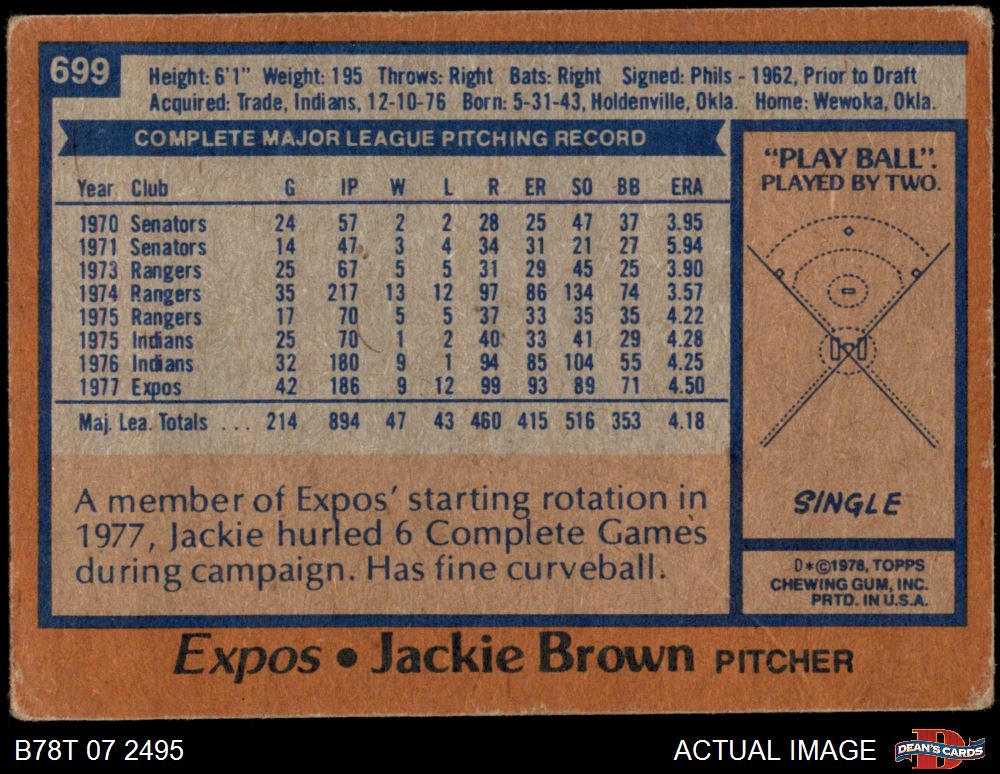 699
Height: 6'1" Weight: 195 Throws: Right Bats: Right Signed: Phils - 1962, Prior to Draft
Acquired: Trade, Indians, 12-10-76 Born: 5-31-43, Holdenville, Okla. Home: Wewoka, Okla.
COMPLETE MAJOR LEAGUE PITCHING RECORD
Year Club G IP W L R ER SO BB ERA
1970 Senators 24 57 2 2 28 25 47 37 3.95
1971 Senators 14 47 3 4 34 31 21 27 5.94
1973 Rangers 25 67 5 5 31 29 45 25 3.90
1974 Rangers 35 217 13 12 97 86 134 74 3.57
1975 Rangers 17 70 5 5 37 33 35 35 4.22
1975 Indians 25 70 1 2 40 33 41 29 4.28
1976 Indians 32 180 9 1 94 85 104 55 4.25
1977 Expos 42 186 9 12 99 93 89 71 4.50
Maj. Lea. Totals ... 214 894 47 43 460 415 516 353 4.18
A member of Expos' starting rotation in
1977, Jackie hurled 6 Complete Games
during campaign. Has fine curveball.
"PLAY BALL".
PLAYED BY TWO.
SINGLE
D*©1978, TOPPS
CHEWING GUM, INC.
PRTD. IN U.S.A.
Expos • Jackie Brown PITCHER
B78T 07 2495
ACTUAL IMAGE
D
DEAN'S CARDS